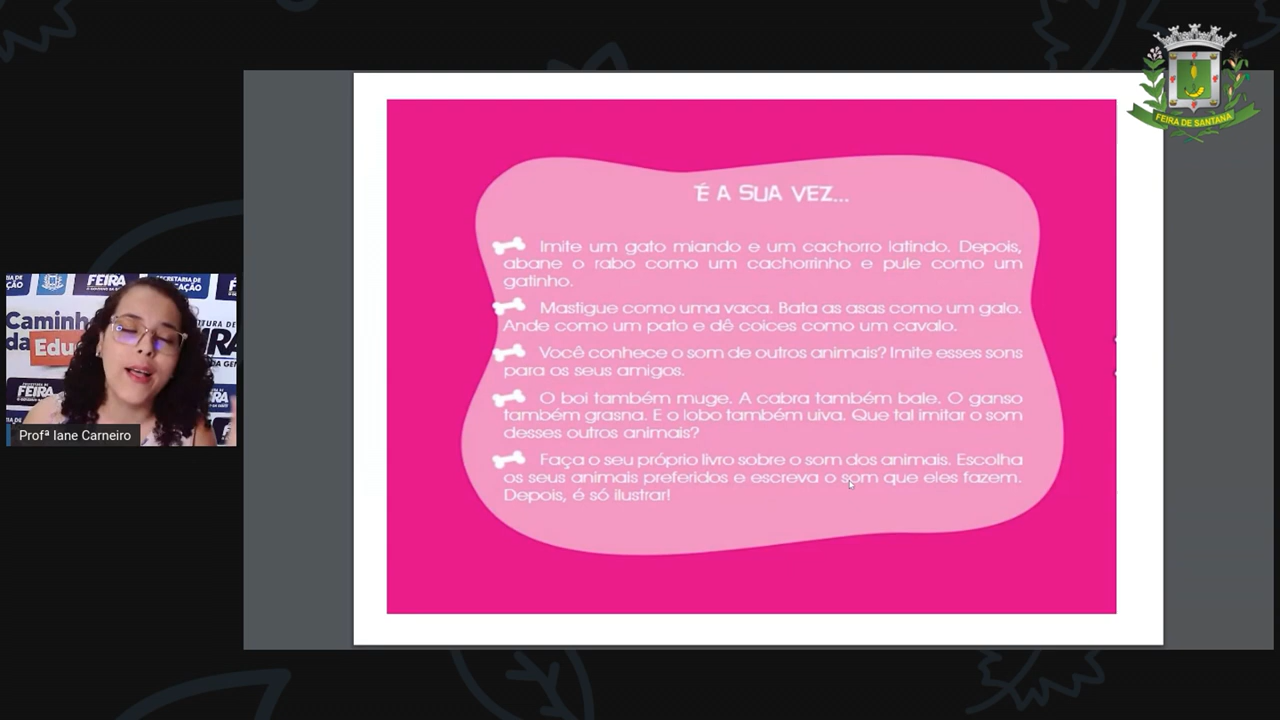 FEIRA DE SANTANA
É A SUA VEZ...
Imite um gato miando e um cachorro latindo. Depois,
abane o rabo como um cachorrinho e pule como um
gatinho.
Mastigue como uma vaca. Bata as asas como um galo.
Ande como um pato e dê coices como um cavalo.
Você conhece o som de outros animais? Imite esses sons
para os seus amigos.
O boi também muge. A cabra também bale. O ganso
também grasna. E o lobo também uiva. Que tal imitar o som
desses outros animais?
Faça o seu próprio livro sobre o som dos animais. Escolha
os seus animais preferidos e escreva o som que eles fazem.
Depois, é só ilustrar!
FEIRA
Caminh
da Edu
FEIRA
Profª Iane Carneiro